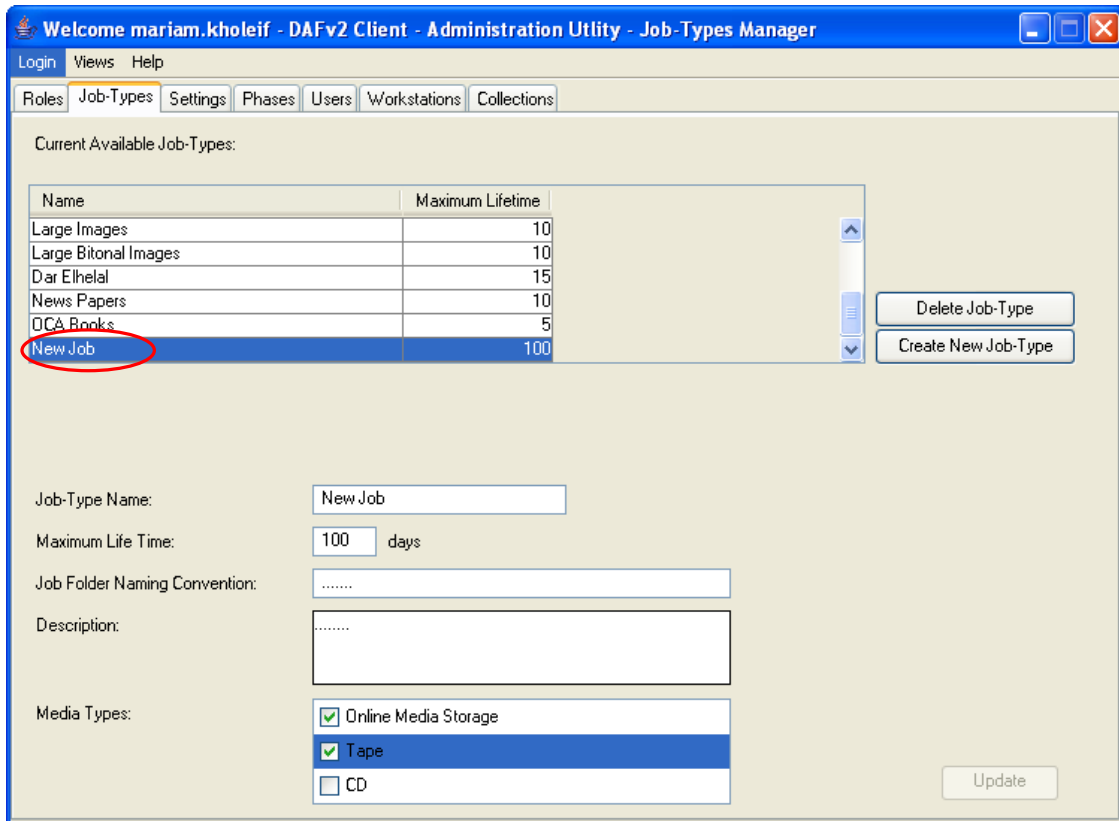 Welcome mariam.kholeif - DAFv2 Client - Administration Utlity - Job-Types Manager
Login Views Help
Roles Job-Types Settings Phases Users Workstations Collections
Current Available Job-Types:
Name Maximum Lifetime
Large Images 10
Large Bitonal Images 10
Dar Elhelal 15
News Papers 10
OCA Books 5
New Job 100
Delete Job-Type
Create New Job-Type
Job-Type Name: New Job
Maximum Life Time: 100 days
Job Folder Naming Convention: .......
Description: ........
Media Types: Online Media Storage
Tape
CD
Update